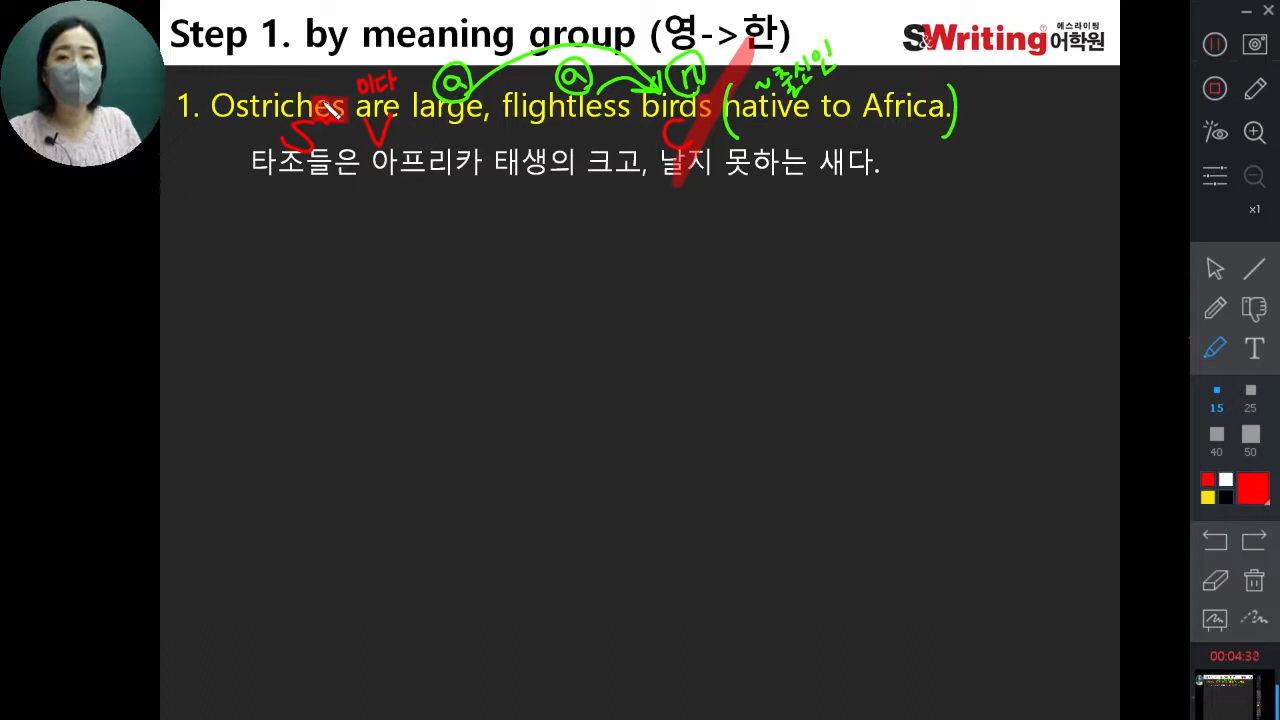 Step 1. by meaning group (영->한)
S&Writing 에스라이팅 어학원
이다 a a n ~출신인
1. Ostriches are large, flightless birds (native to Africa.)
S V C
타조들은 아프리카 태생의 크고, 날지 못하는 새다.
x1
T
15 25
40 50
00:04:38